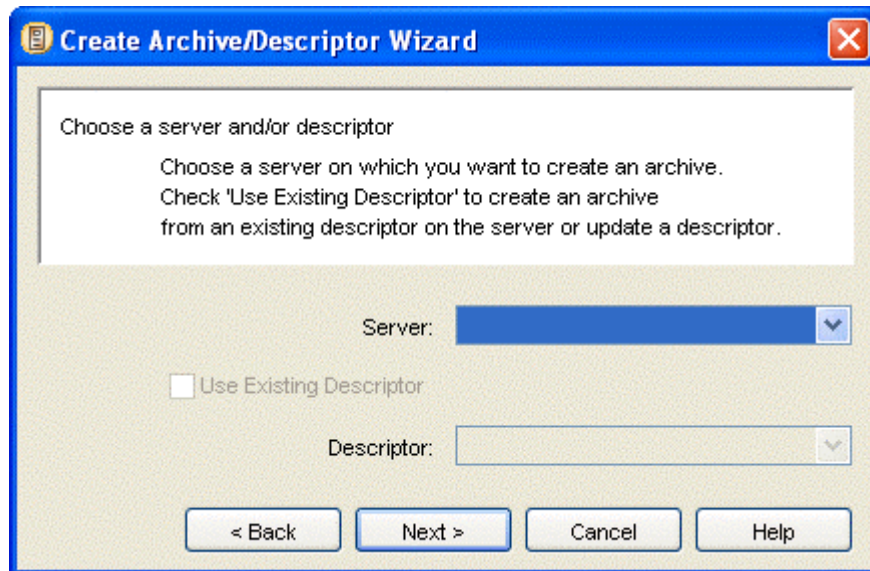 Create Archive/Descriptor Wizard
Choose a server and/or descriptor
Choose a server on which you want to create an archive.
Check 'Use Existing Descriptor' to create an archive
from an existing descriptor on the server or update a descriptor.
Server:
Use Existing Descriptor
Descriptor:
< Back Next > Cancel Help